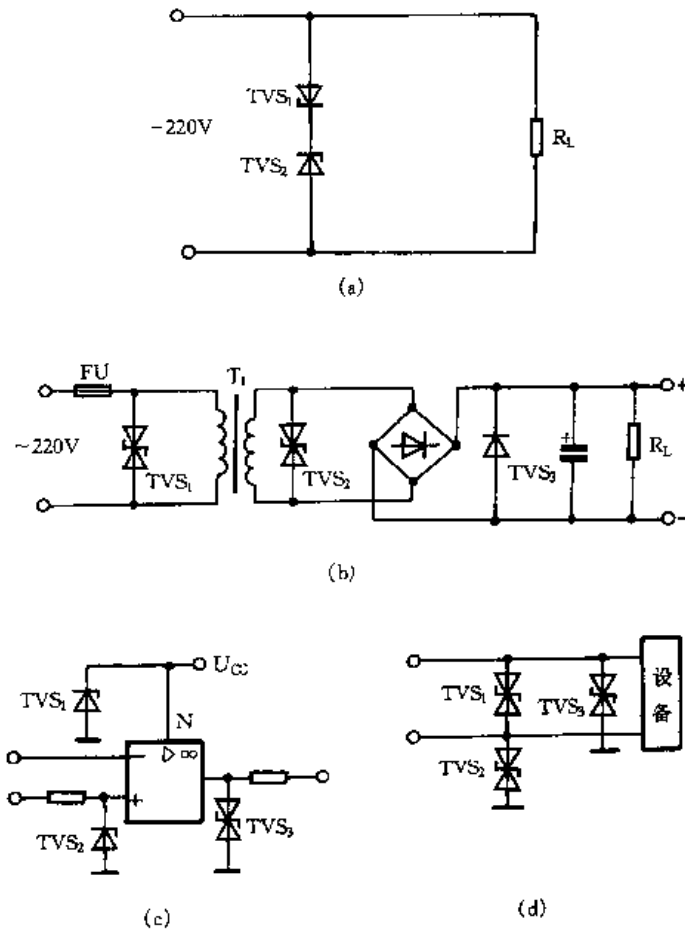 TVS₁
~220V
TVS₂
R_L
(a)
FU
T₁
~220V
TVS₁
TVS₂
TVS₃
R_L
+
+
−
(b)
U_CC
TVS₁
N
▷ ∞
−
+
TVS₂
TVS₃
(c)
TVS₁
TVS₃
TVS₂
设备
(d)